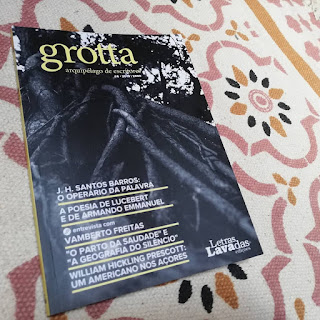 grotta
arquipélago de escritores
J. H. SANTOS BARROS:
O OPERÁRIO DA PALAVRA
A POESIA DE LUCEBERT
E DE ARMANDO EMMANUEL
entrevista com
VAMBERTO FREITAS
"O PARTO DA SAUDADE" E
"A GEOGRAFIA DO SILÊNCIO"
WILLIAM HICKLING PRESCOTT:
UM AMERICANO NOS AÇORES
Letras
LAVAdas